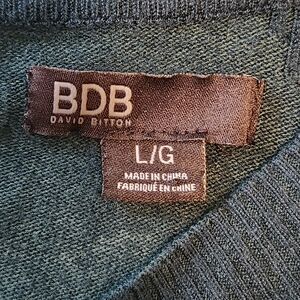 BDB
DAVID BITTON
L/G
MADE IN CHINA
FABRIQUÉ EN CHINE